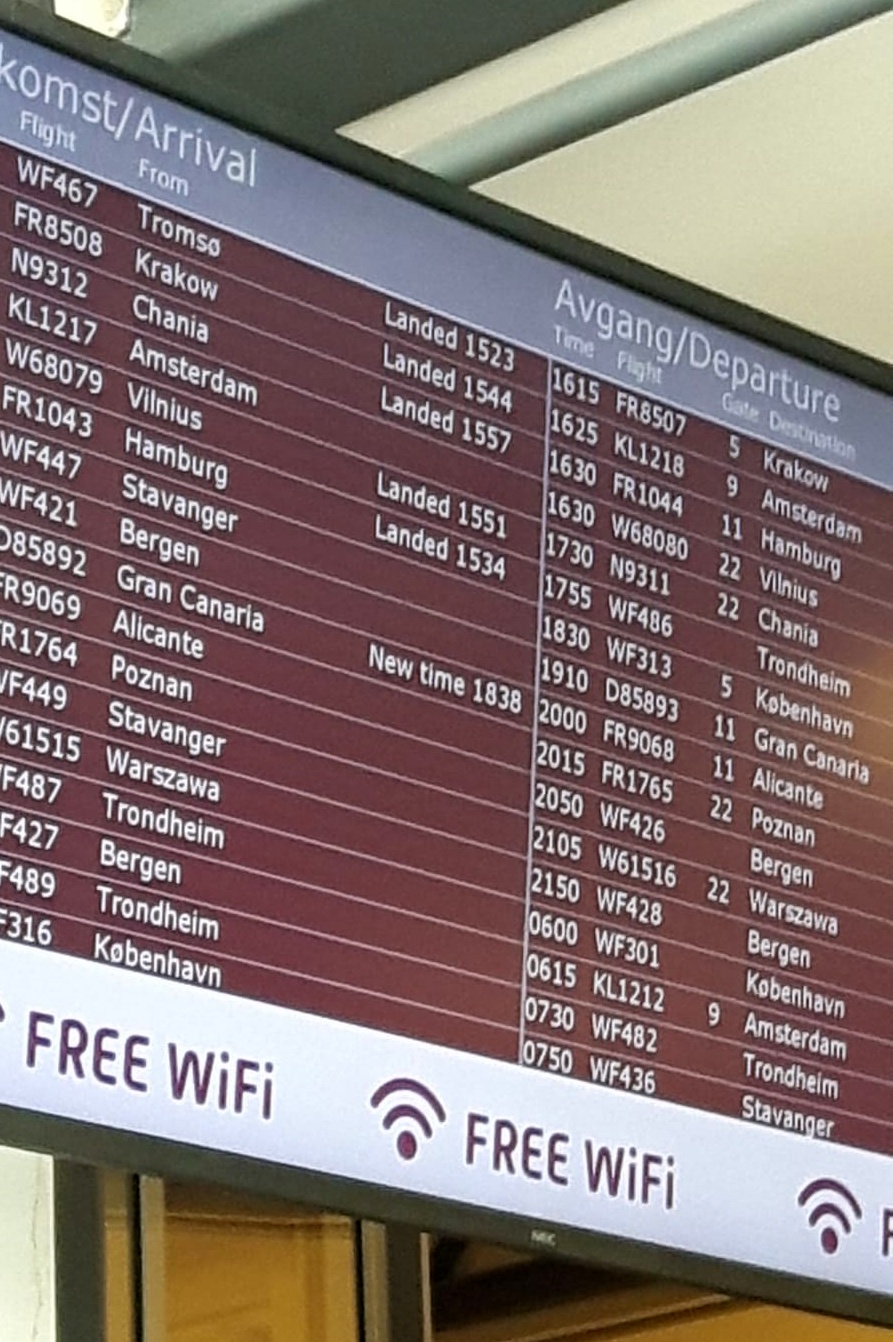 komst/Arrival
Flight From
WF467 Tromsø Landed 1523
FR8508 Krakow Landed 1544
N9312 Chania Landed 1557
KL1217 Amsterdam
W68079 Vilnius Landed 1551
FR1043 Hamburg Landed 1534
WF447 Stavanger
WF421 Bergen
D85892 Gran Canaria New time 1838
FR9069 Alicante
R1764 Poznan
WF449 Stavanger
W61515 Warszawa
F487 Trondheim
F427 Bergen
F489 Trondheim
F316 København
Avgang/Departure
Time Flight Gate Destination
1615 FR8507 5 Krakow
1625 KL1218 9 Amsterdam
1630 FR1044 11 Hamburg
1630 W68080 22 Vilnius
1730 N9311 22 Chania
1755 WF486 Trondheim
1830 WF313 5 København
1910 D85893 11 Gran Canaria
2000 FR9068 11 Alicante
2015 FR1765 22 Poznan
2050 WF426 Bergen
2105 W61516 22 Warszawa
2150 WF428 Bergen
0600 WF301 København
0615 KL1212 9 Amsterdam
0730 WF482 Trondheim
0750 WF436 Stavanger
FREE WiFi FREE WiFi F
NEC